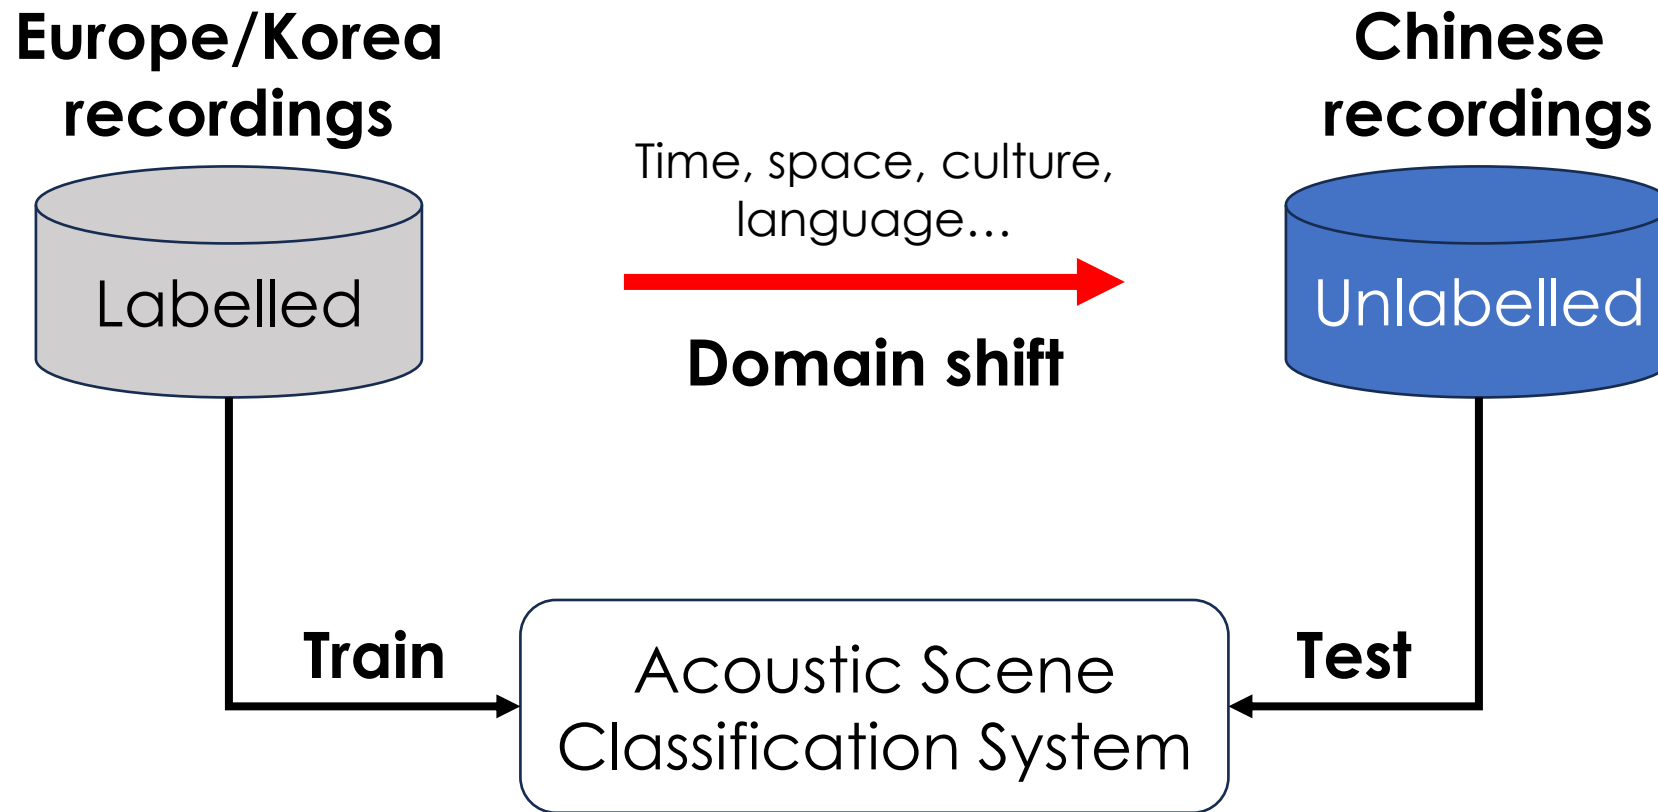 Europe/Korea
recordings
Labelled
Time, space, culture,
language…
Domain shift
Chinese
recordings
Unlabelled
Train
Test
Acoustic Scene
Classification System